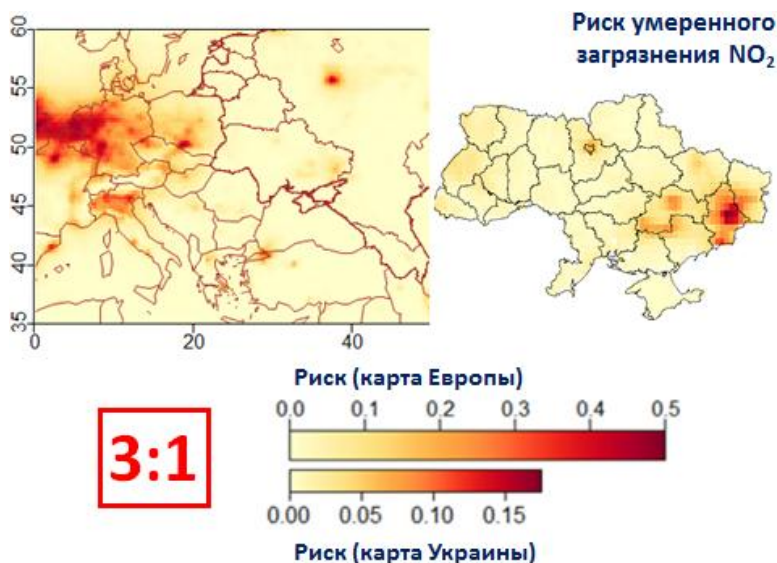 Риск умеренного
загрязнения NO₂
60
55
50
45
40
35
0
20
40
Риск (карта Европы)
0.0 0.1 0.2 0.3 0.4 0.5
3:1
0.00 0.05 0.10 0.15
Риск (карта Украины)